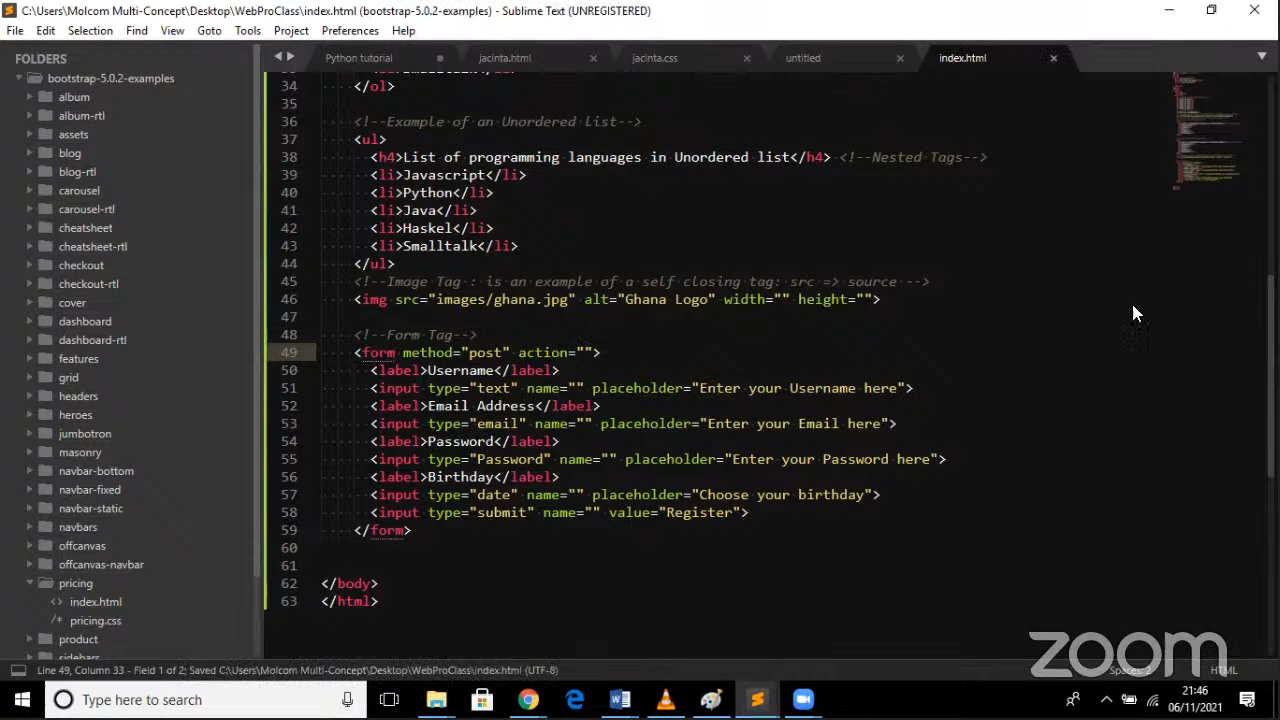 C:\Users\Molcom Multi-Concept\Desktop\WebProClass\index.html (bootstrap-5.0.2-examples) - Sublime Text (UNREGISTERED)
File Edit Selection Find View Goto Tools Project Preferences Help
FOLDERS
bootstrap-5.0.2-examples
album
album-rtl
assets
blog
blog-rtl
carousel
carousel-rtl
cheatsheet
cheatsheet-rtl
checkout
checkout-rtl
cover
dashboard
dashboard-rtl
features
grid
headers
heroes
jumbotron
masonry
navbar-bottom
navbar-fixed
navbar-static
navbars
offcanvas
offcanvas-navbar
pricing
<> index.html
/* pricing.css
product
sidebars
Python tutorial jacinta.html jacinta.css untitled index.html
34 </ol>
35
36 <!--Example of an Unordered list-->
37 <ul>
38 <h4>List of programming languages in Unordered list</h4> <!--Nested Tags-->
39 <li>Javascript</li>
40 <li>Python</li>
41 <li>Java</li>
42 <li>Haskel</li>
43 <li>Smalltalk</li>
44 </ul>
45 <!--Image Tag : is an example of a self closing tag: src => source -->
46 <img src="images/ghana.jpg" alt="Ghana Logo" width="" height="">
47
48 <!--Form Tag-->
49 <form method="post" action="">
50 <label>Username</label>
51 <input type="text" name="" placeholder="Enter your Username here">
52 <label>Email Address</label>
53 <input type="email" name="" placeholder="Enter your Email here">
54 <label>Password</label>
55 <input type="Password" name="" placeholder="Enter your Password here">
56 <label>Birthday</label>
57 <input type="date" name="" placeholder="Choose your birthday">
58 <input type="submit" name="" value="Register">
59 </form>
60
61
62 </body>
63 </html>
zoom
Line 49, Column 33 - Field 1 of 2; Saved C:\Users\Molcom Multi-Concept\Desktop\WebProClass\index.html (UTF-8) Spaces: 2 HTML
Type here to search
21:46
06/11/2021